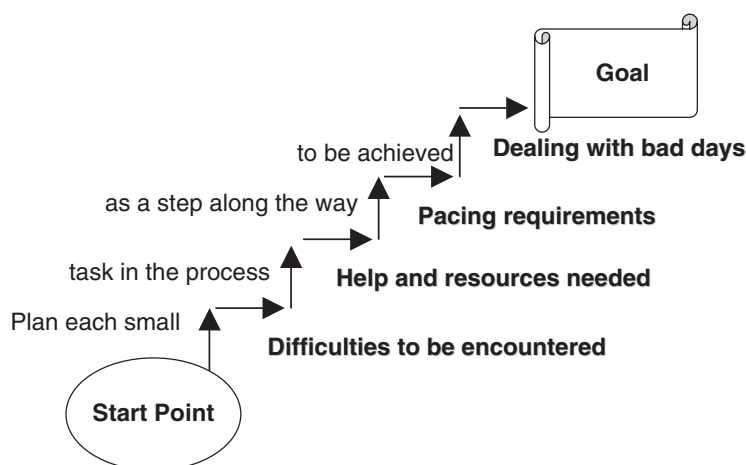 Goal
to be achieved
Dealing with bad days
as a step along the way
Pacing requirements
task in the process
Help and resources needed
Plan each small
Difficulties to be encountered
Start Point